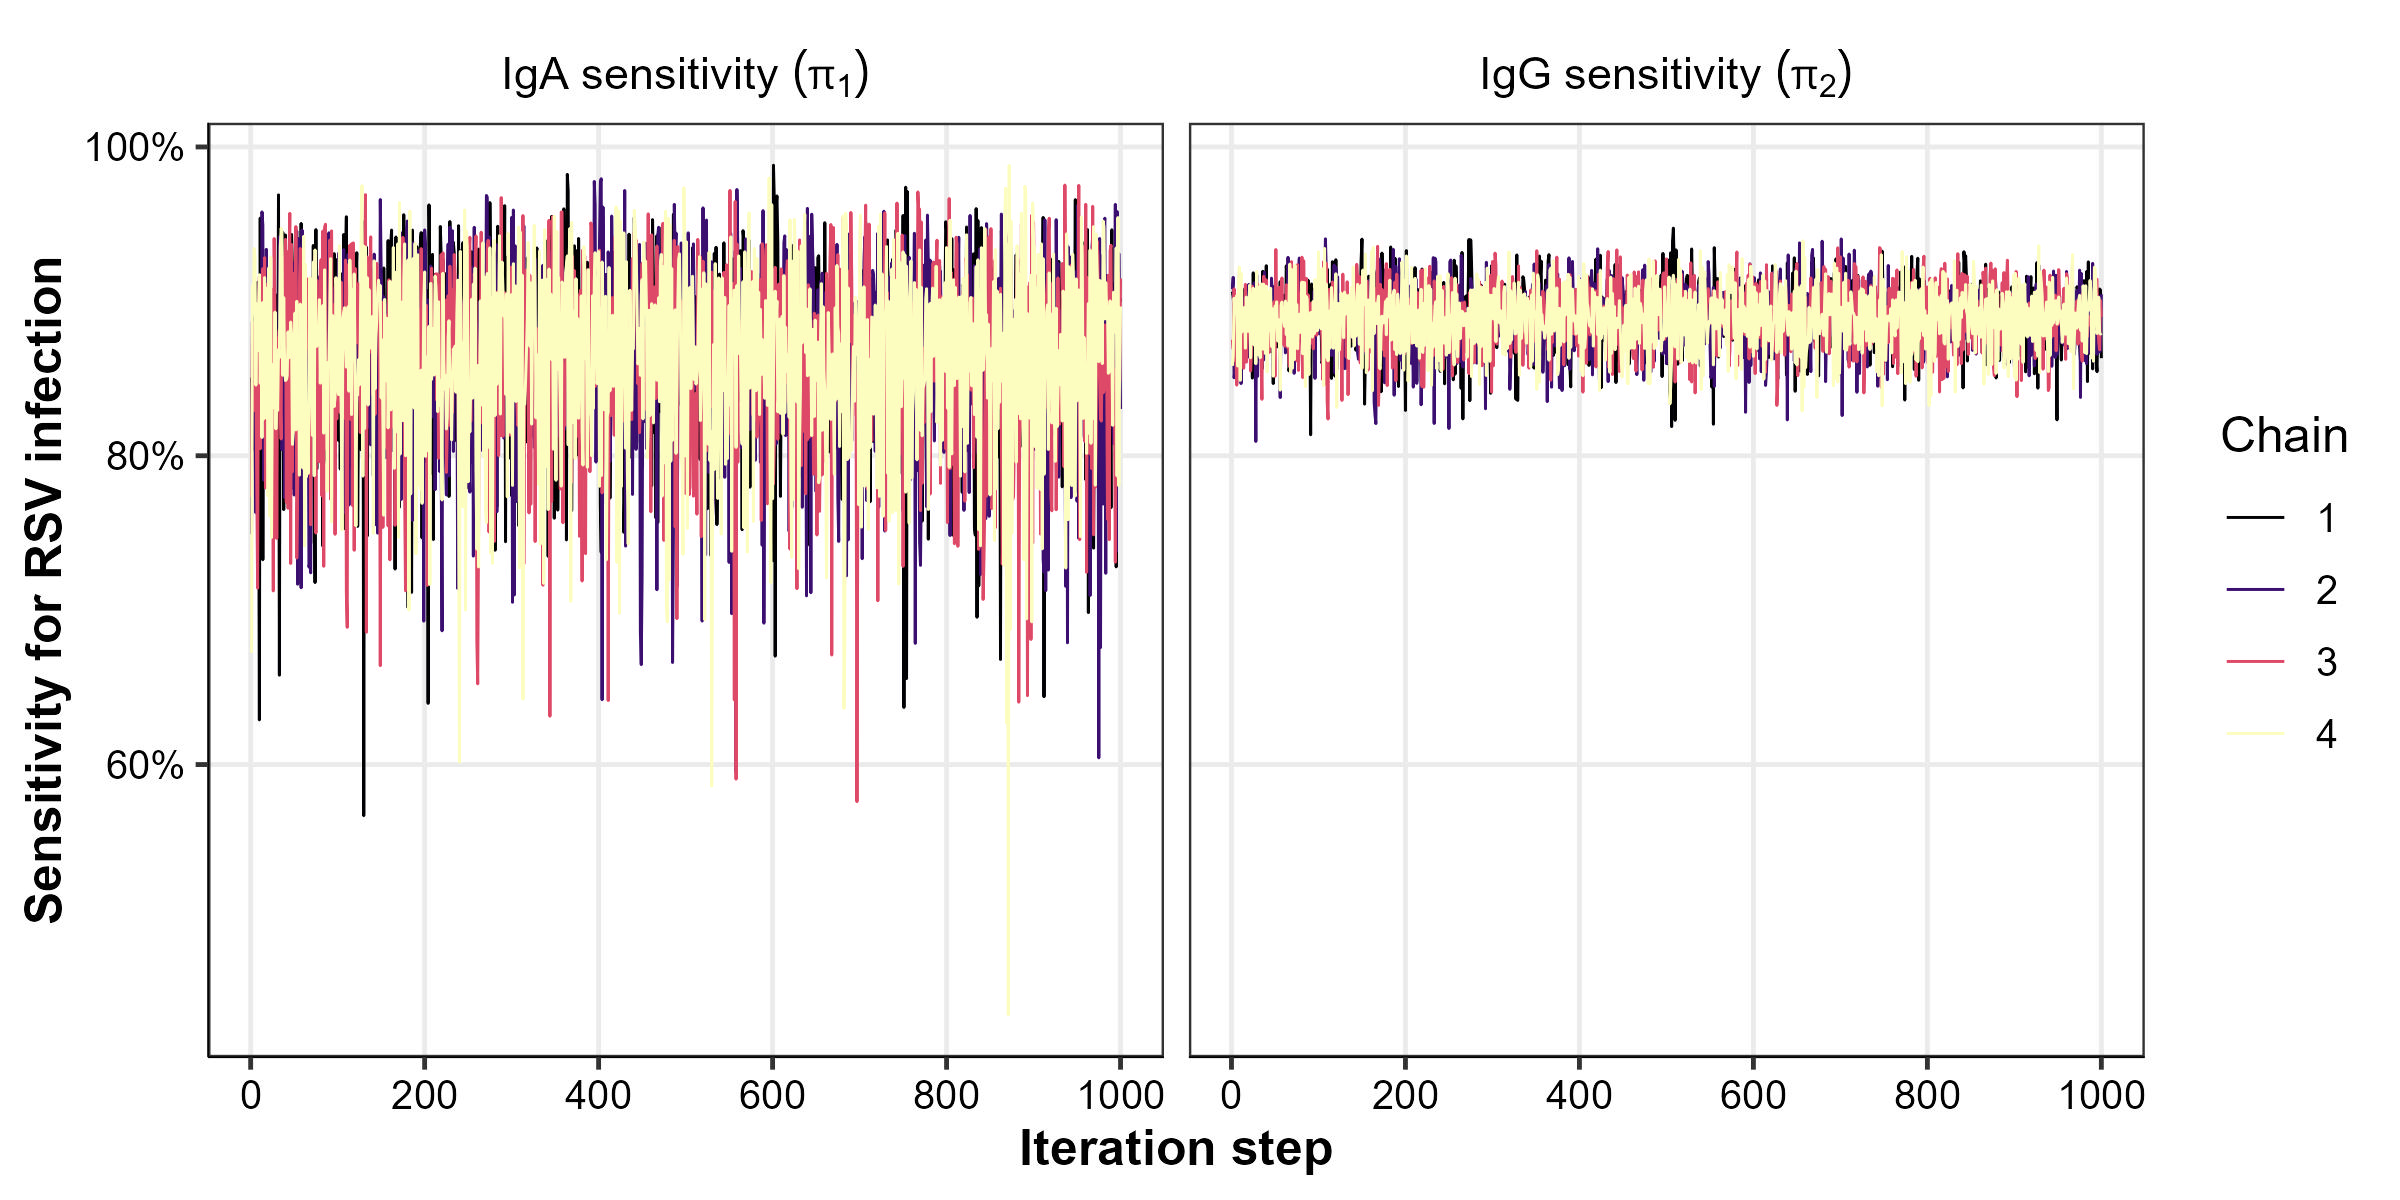 IgA sensitivity (π₁)
IgG sensitivity (π₂)
Sensitivity for RSV infection
100%
80%
60%
0 200 400 600 800 1000
0 200 400 600 800 1000
Iteration step
Chain
1
2
3
4